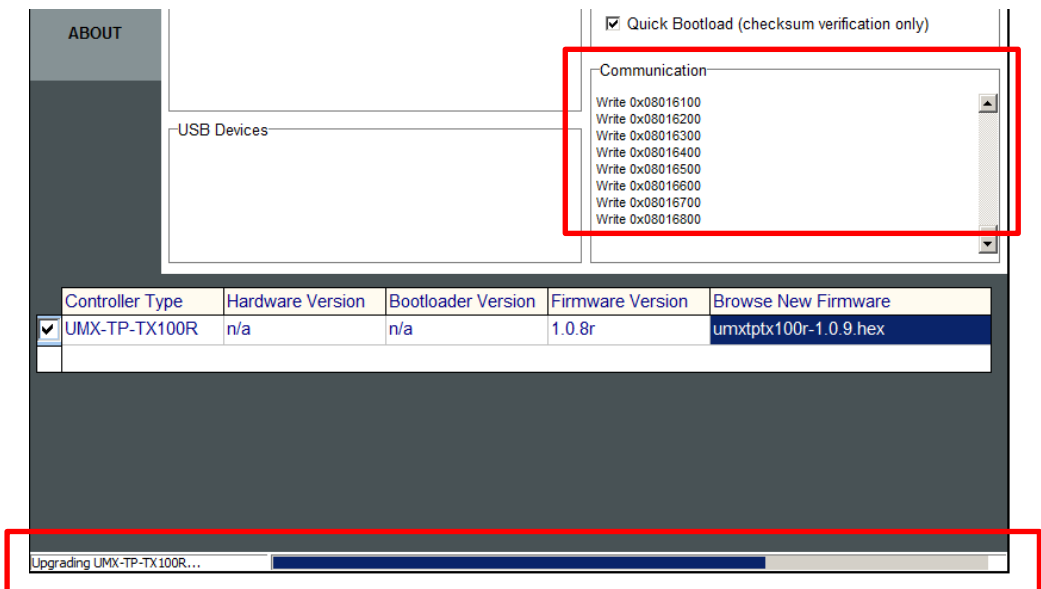 ABOUT
Quick Bootload (checksum verification only)
Communication
Write 0x08016100
Write 0x08016200
Write 0x08016300
Write 0x08016400
Write 0x08016500
Write 0x08016600
Write 0x08016700
Write 0x08016800
USB Devices
Controller Type Hardware Version Bootloader Version Firmware Version Browse New Firmware
UMX-TP-TX100R n/a n/a 1.0.8r umxtptx100r-1.0.9.hex
Upgrading UMX-TP-TX100R...